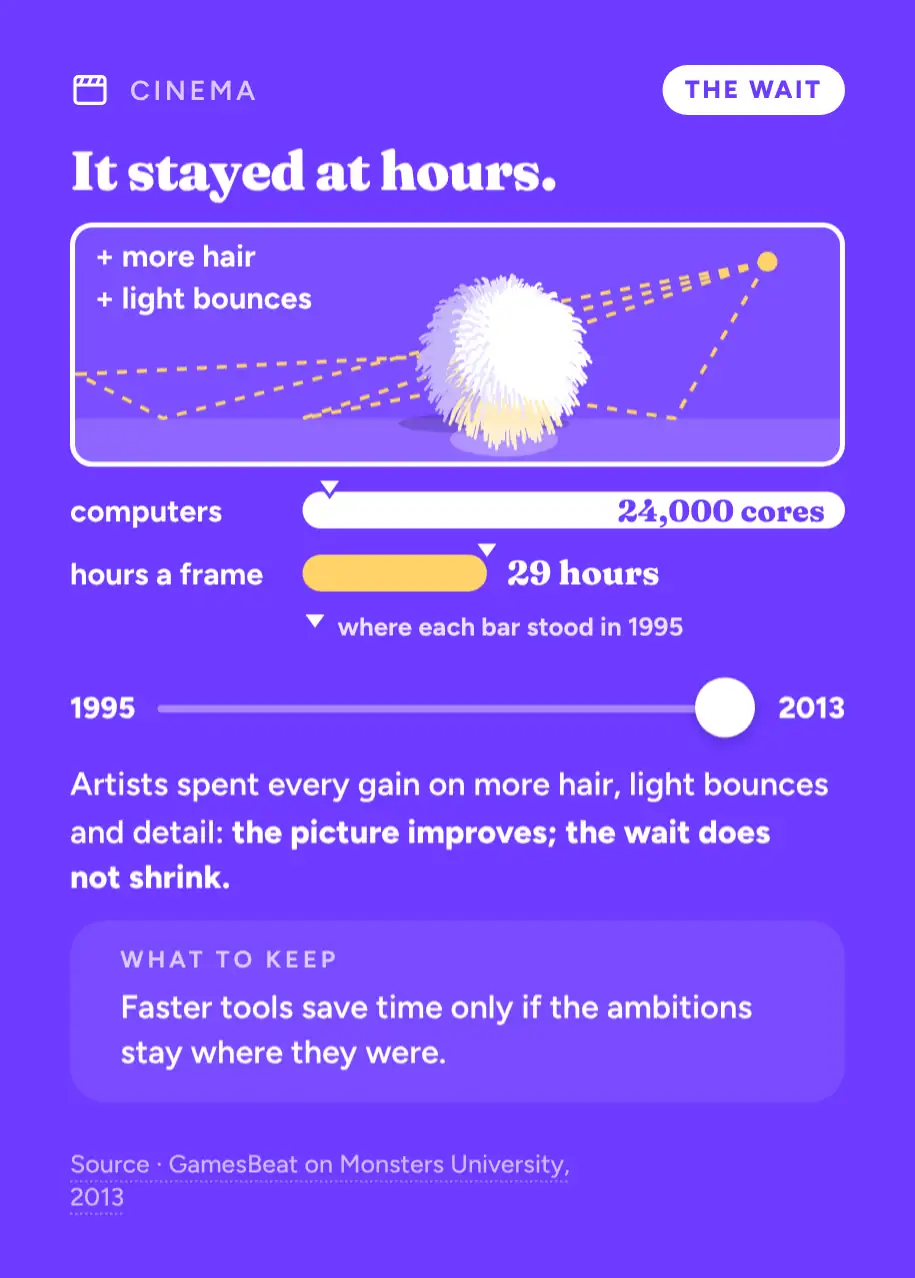 CINEMA
THE WAIT
It stayed at hours.
+ more hair
+ light bounces
computers
24,000 cores
hours a frame
29 hours
where each bar stood in 1995
1995
2013
Artists spent every gain on more hair, light bounces
and detail: the picture improves; the wait does
not shrink.
WHAT TO KEEP
Faster tools save time only if the ambitions
stay where they were.
Source · GamesBeat on Monsters University,
2013